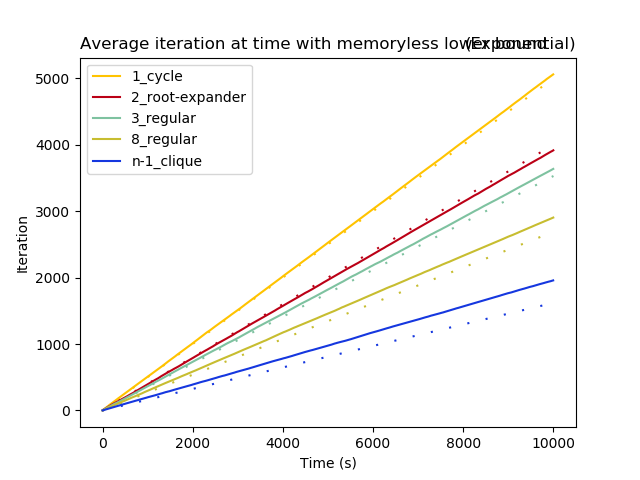 Average iteration at time with memoryless lower bound (Exponential)
1_cycle
2_root-expander
3_regular
8_regular
n-1_clique
5000
4000
3000
2000
1000
0
Iteration
0 2000 4000 6000 8000 10000
Time (s)